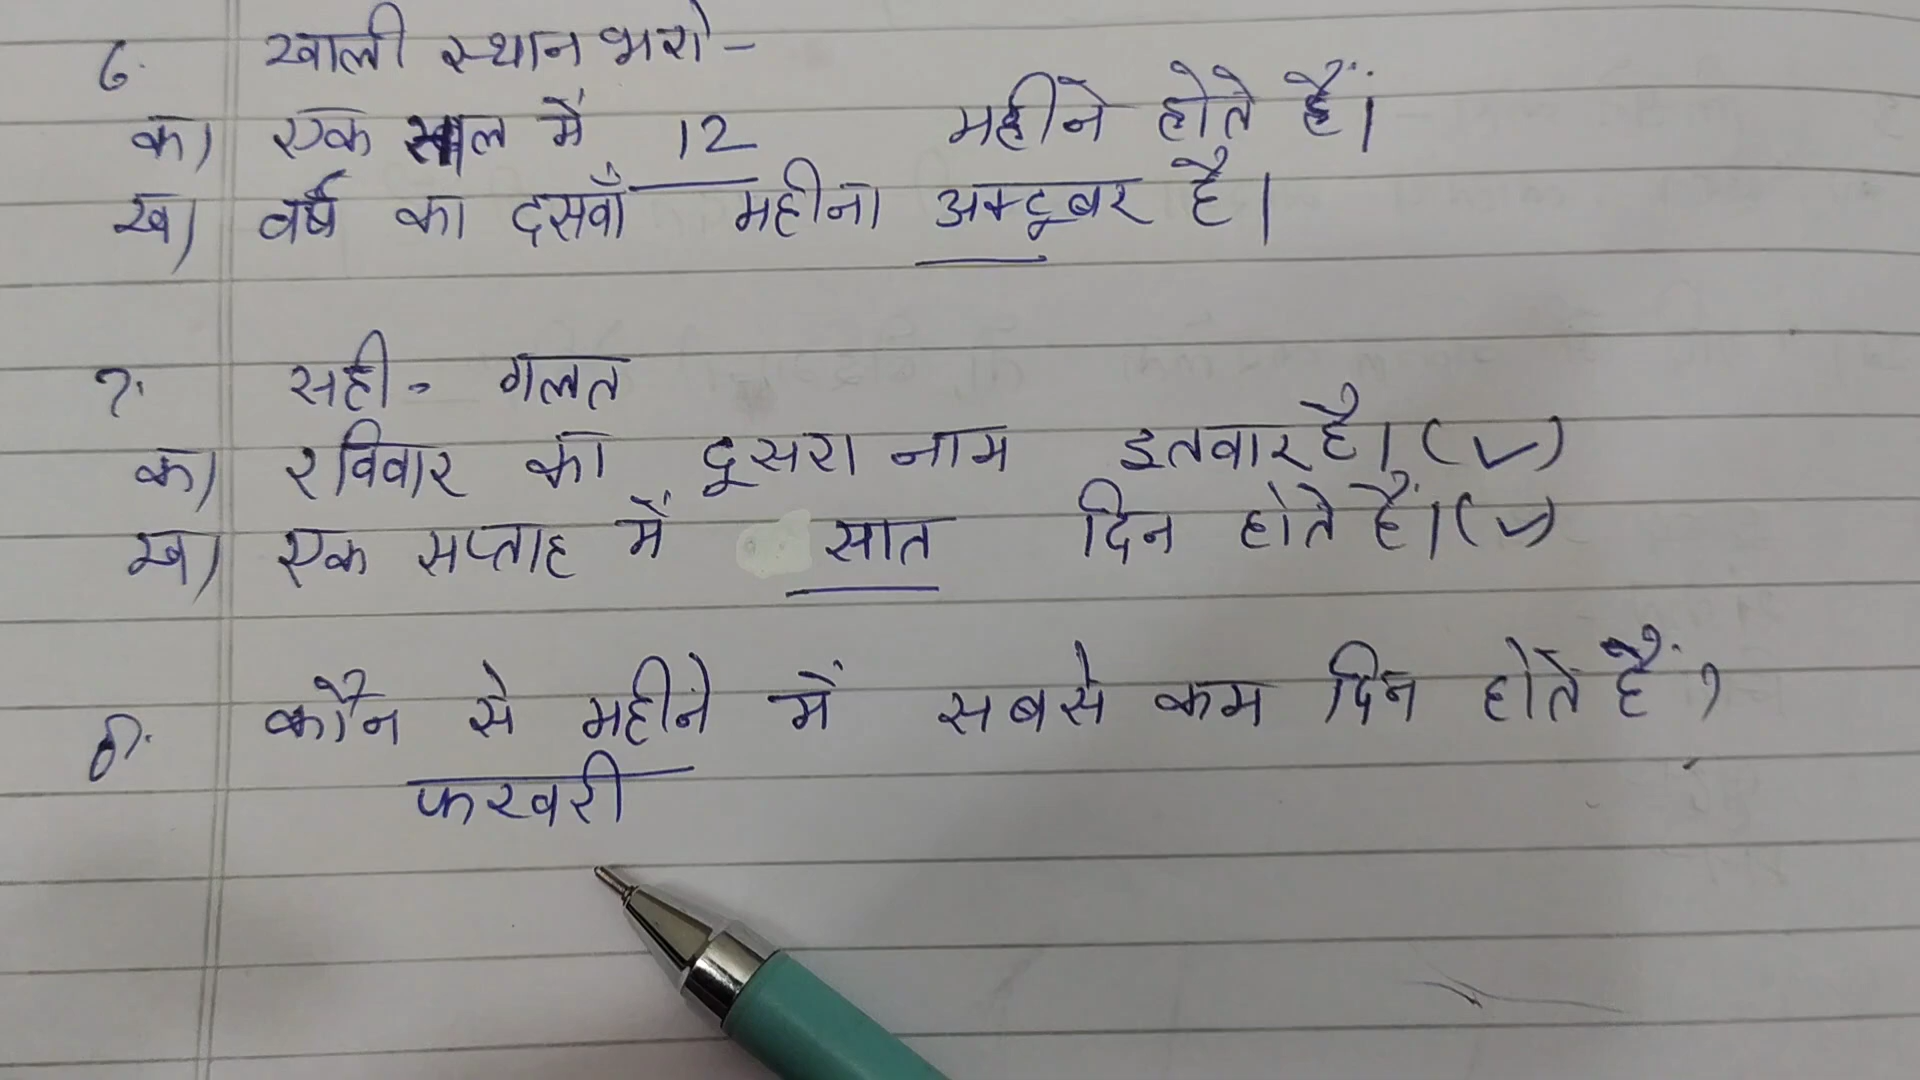 6. खाली स्थान भरो-
क) एक साल में 12 महीने होते हैं।
ख) वर्ष का दसवाँ महीना अक्टूबर है।
7. सही - गलत
क) रविवार का दूसरा नाम इतवार है। (✓)
ख) एक सप्ताह में सात दिन होते हैं। (✓)
8. कौन से महीने में सबसे कम दिन होते हैं ?
फरवरी